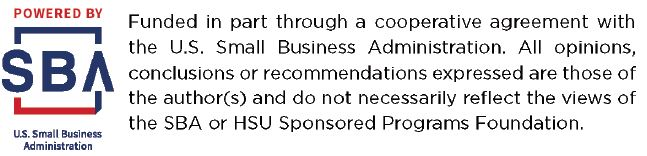 POWERED BY
SBA
U.S. Small Business
Administration
Funded in part through a cooperative agreement with
the U.S. Small Business Administration. All opinions,
conclusions or recommendations expressed are those of
the author(s) and do not necessarily reflect the views of
the SBA or HSU Sponsored Programs Foundation.